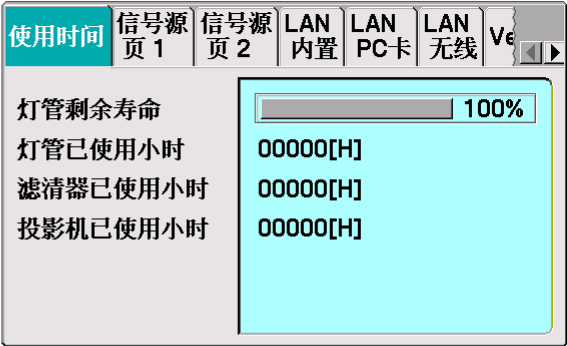 使用时间
信号源
页 1
信号源
页 2
LAN
内置
LAN
PC卡
LAN
无线
灯管剩余寿命
100%
灯管已使用小时
00000[H]
滤清器已使用小时
00000[H]
投影机已使用小时
00000[H]